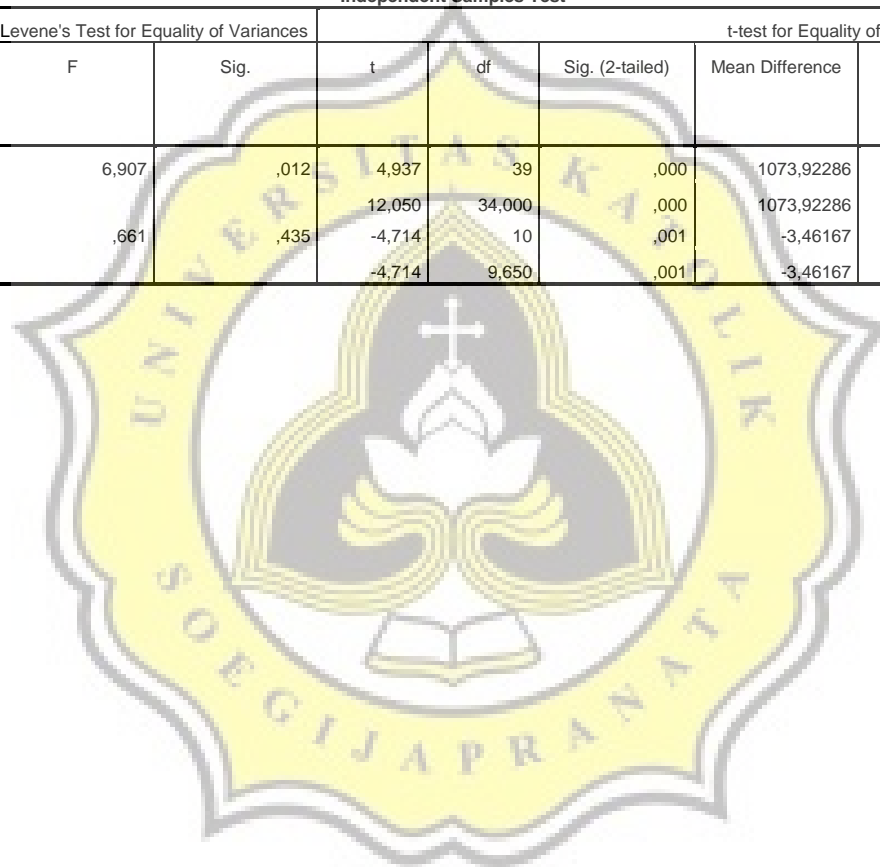 Independent Samples Test
Levene's Test for Equality of Variances t-test for Equality of
F Sig. t df Sig. (2-tailed) Mean Difference
6,907 ,012 4,937 39 ,000 1073,92286
12,050 34,000 ,000 1073,92286
,661 ,435 -4,714 10 ,001 -3,46167
-4,714 9,650 ,001 -3,46167
UNIVERSITAS KATOLIK
SOEGIJAPRANATA